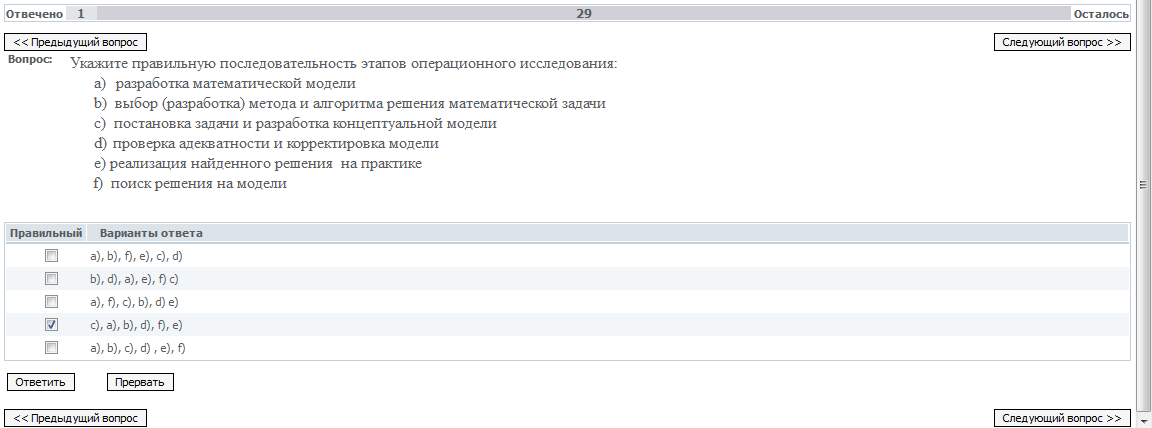 Отвечено 1 29 Осталось
<< Предыдущий вопрос Следующий вопрос >>
Вопрос: Укажите правильную последовательность этапов операционного исследования:
a) разработка математической модели
b) выбор (разработка) метода и алгоритма решения математической задачи
c) постановка задачи и разработка концептуальной модели
d) проверка адекватности и корректировка модели
e) реализация найденного решения на практике
f) поиск решения на модели
Правильный Варианты ответа
a), b), f), e), c), d)
b), d), a), e), f) c)
a), f), c), b), d) e)
c), a), b), d), f), e)
a), b), c), d) , e), f)
Ответить Прервать
<< Предыдущий вопрос Следующий вопрос >>